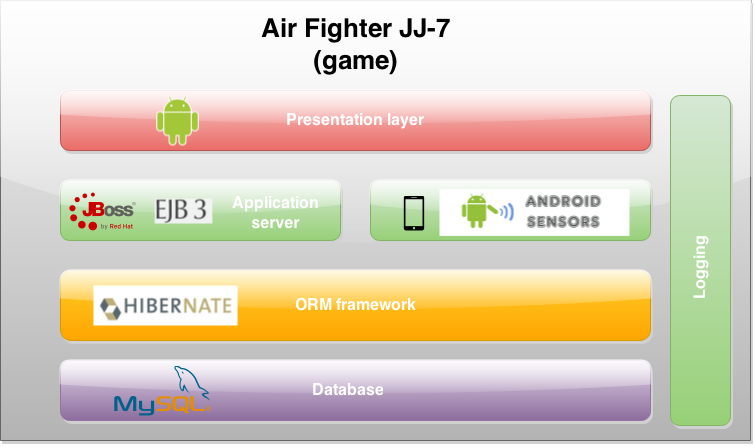 Air Fighter JJ-7
(game)
Presentation layer
JBoss
by Red Hat
EJB 3
Application
server
ANDROID
SENSORS
Logging
HIBERNATE
ORM framework
MySQL
Database